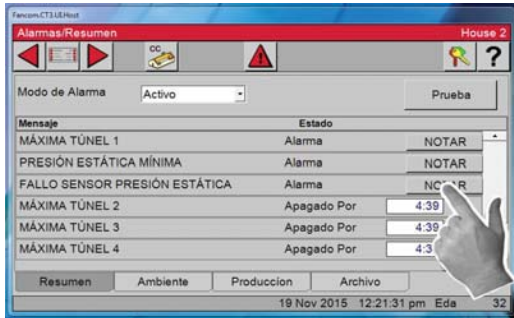 Fancom.CT3.UI.Host
Alarmas/Resumen House 2
CC
?
Modo de Alarma Activo Prueba
Mensaje Estado
MÁXIMA TÚNEL 1 Alarma NOTAR
PRESIÓN ESTÁTICA MÍNIMA Alarma NOTAR
FALLO SENSOR PRESIÓN ESTÁTICA Alarma
MÁXIMA TÚNEL 2 Apagado Por 4:39
MÁXIMA TÚNEL 3 Apagado Por 4:39
MÁXIMA TÚNEL 4 Apagado Por
Resumen Ambiente Produccion Archivo
19 Nov 2015 12:21:31 pm Eda 32